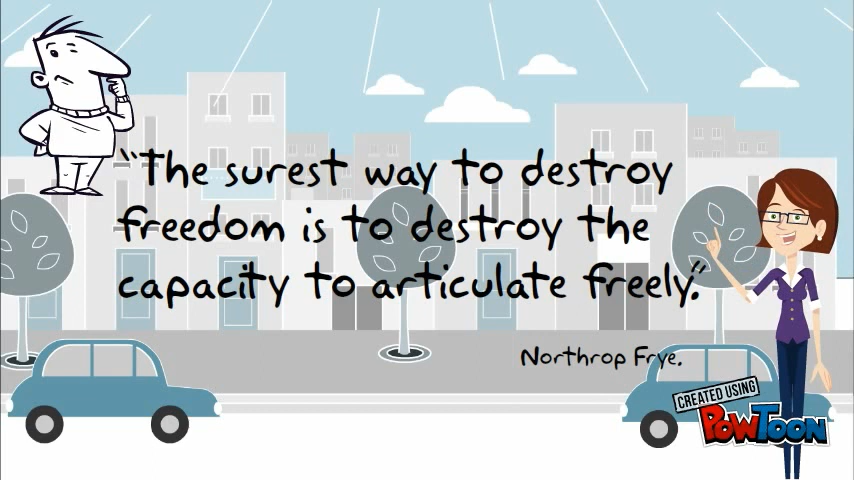 “The surest way to destroy
freedom is to destroy the
capacity to articulate freely.”
Northrop Frye.
CREATED USING
POWTOON